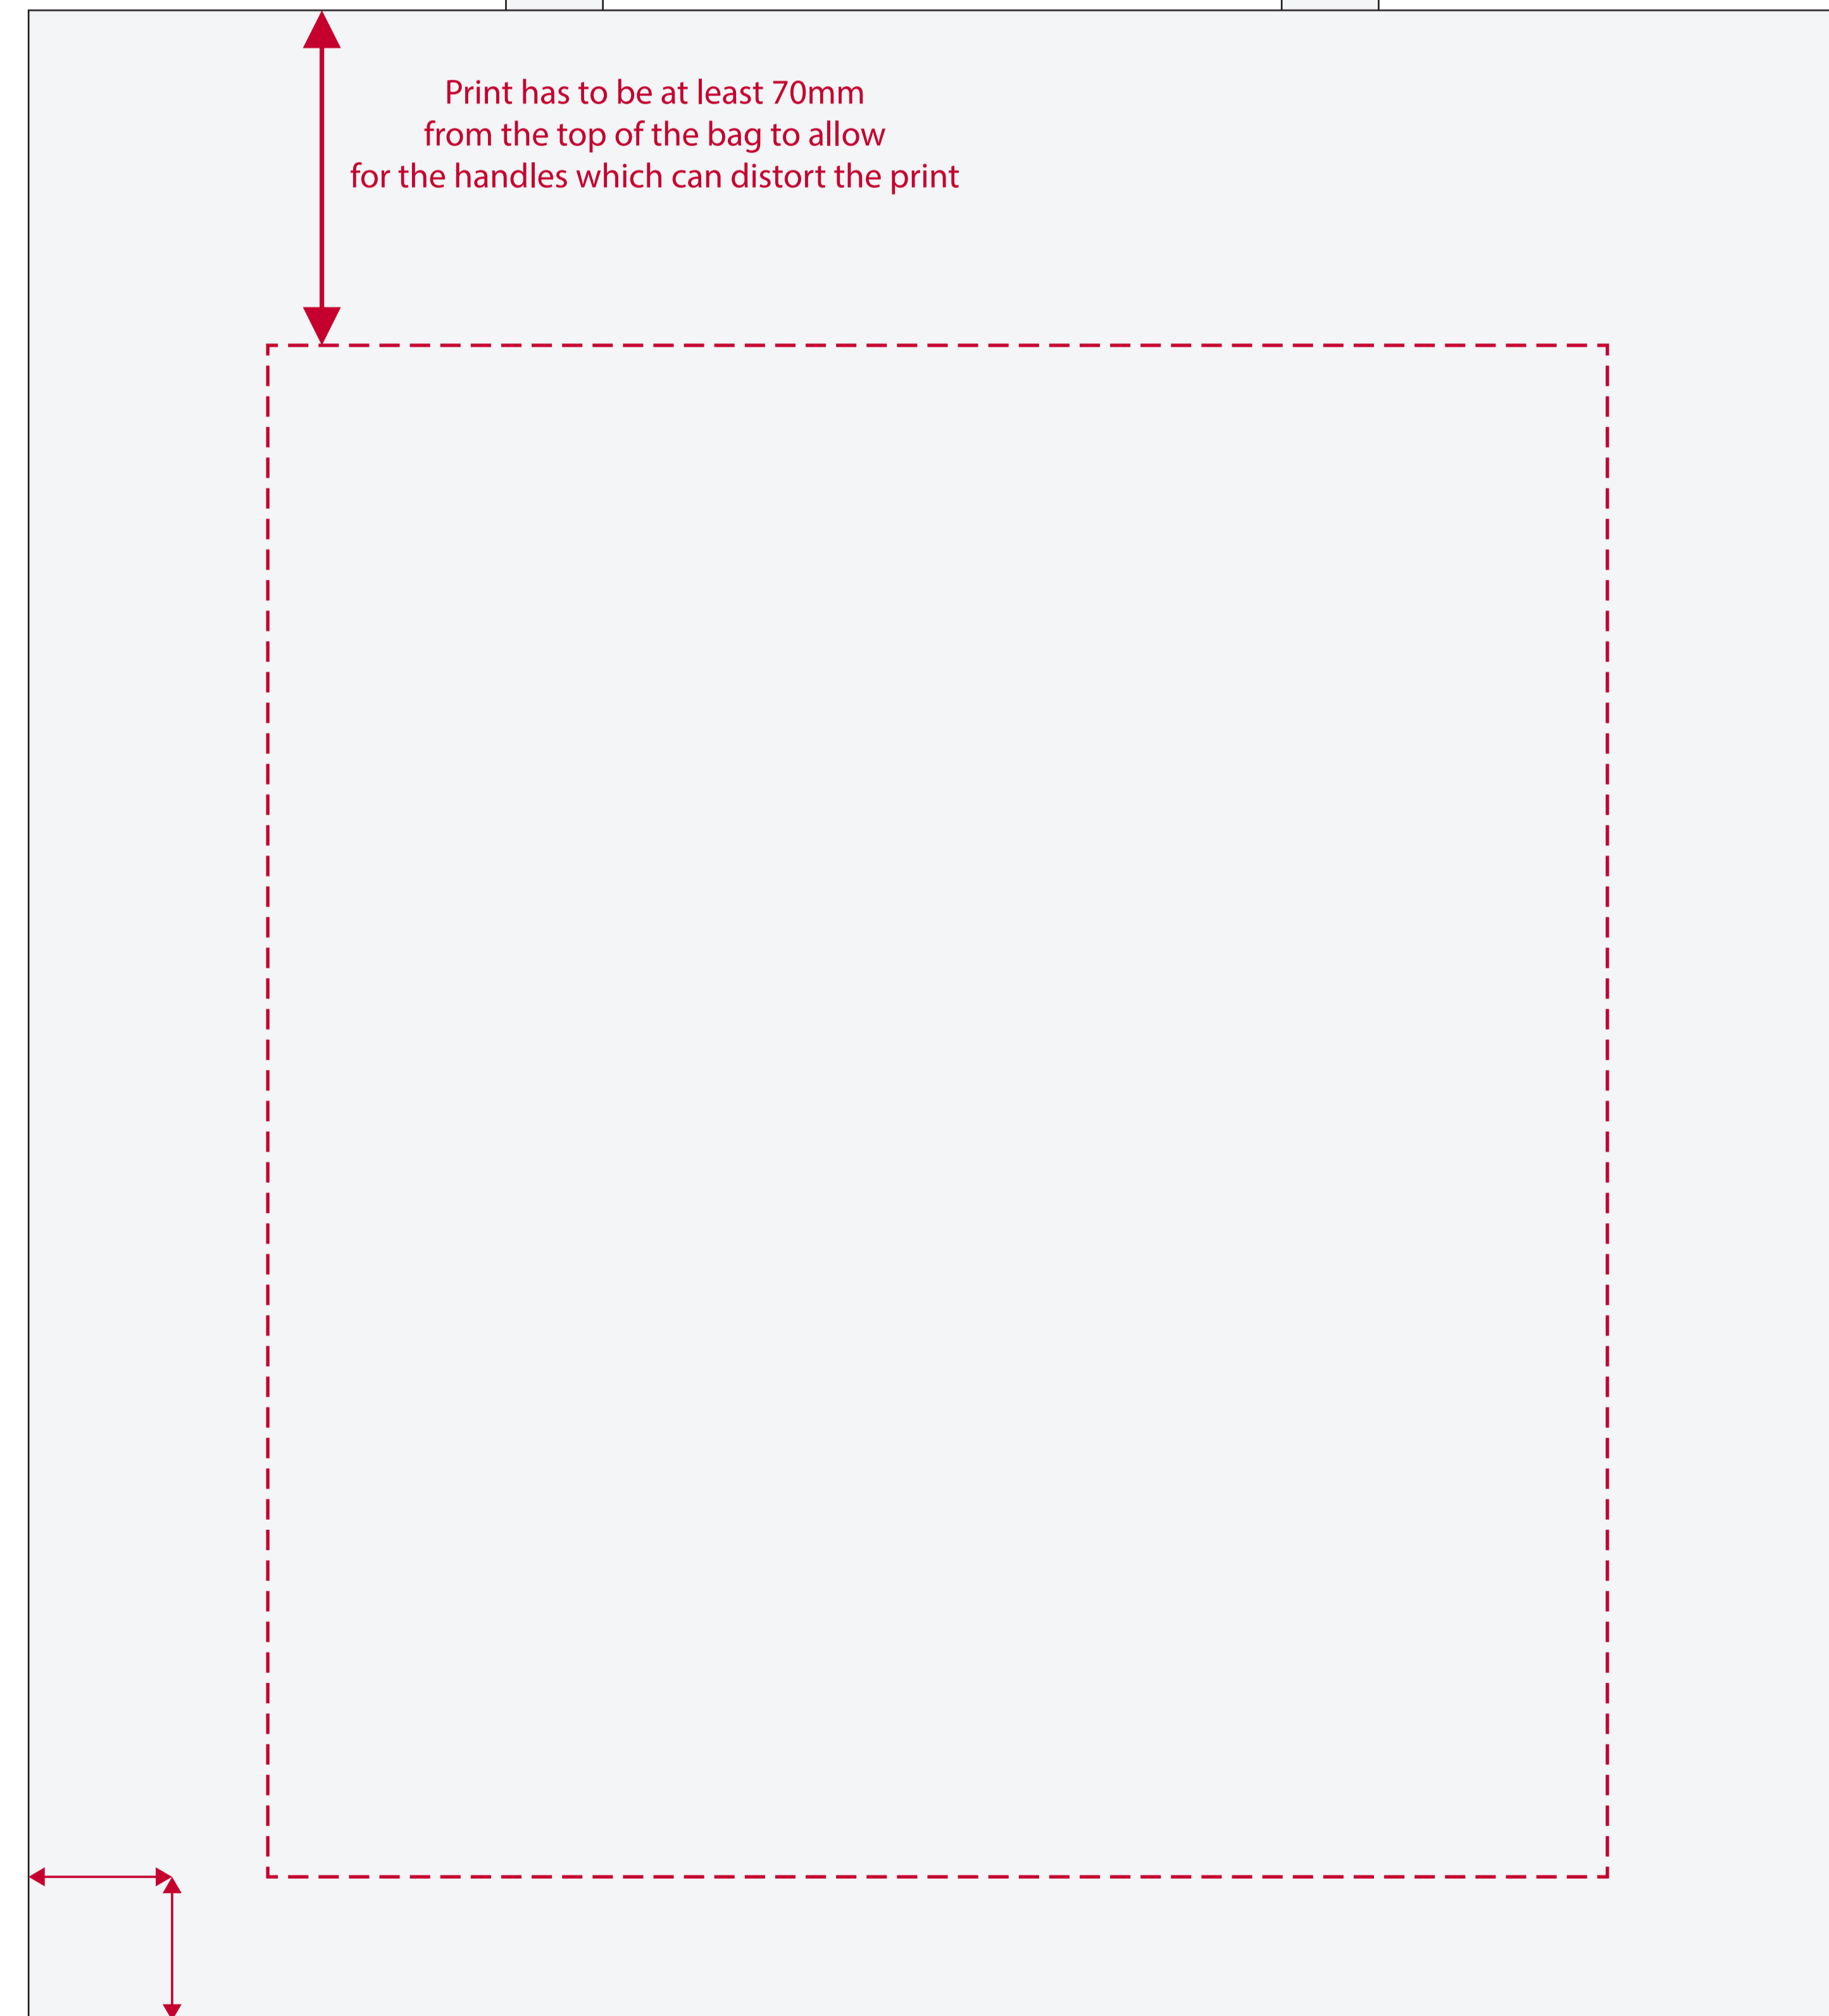 Print has to be at least 70mm
from the top of the bag to allow
for the handles which can distort the print